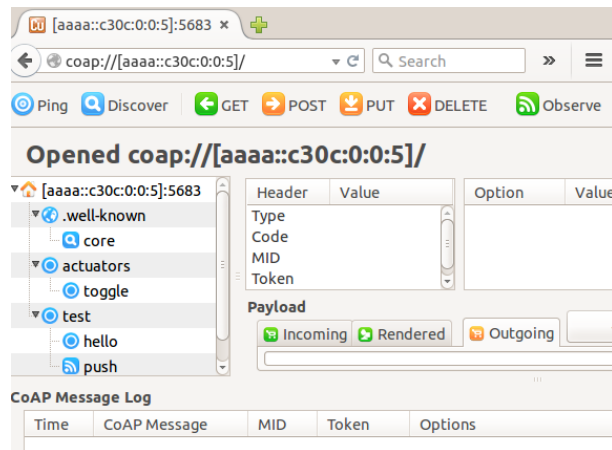 [aaaa::c30c:0:0:5]:5683 ×
coap://[aaaa::c30c:0:0:5]/ Search »
Ping Discover GET POST PUT DELETE Observe
Opened coap://[aaaa::c30c:0:0:5]/
[aaaa::c30c:0:0:5]:5683
.well-known
core
actuators
toggle
test
hello
push
Header Value
Type
Code
MID
Token
Option Value
Payload
Incoming Rendered Outgoing
CoAP Message Log
Time CoAP Message MID Token Options